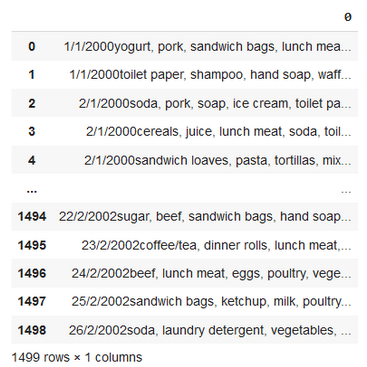 0
0 1/1/2000yogurt, pork, sandwich bags, lunch mea...
1 1/1/2000toilet paper, shampoo, hand soap, waff...
2 2/1/2000soda, pork, soap, ice cream, toilet pa...
3 2/1/2000cereals, juice, lunch meat, soda, toil...
4 2/1/2000sandwich loaves, pasta, tortillas, mix...
... ...
1494 22/2/2002sugar, beef, sandwich bags, hand soap...
1495 23/2/2002coffee/tea, dinner rolls, lunch meat,...
1496 24/2/2002beef, lunch meat, eggs, poultry, vege...
1497 25/2/2002sandwich bags, ketchup, milk, poultry...
1498 26/2/2002soda, laundry detergent, vegetables, ...
1499 rows × 1 columns